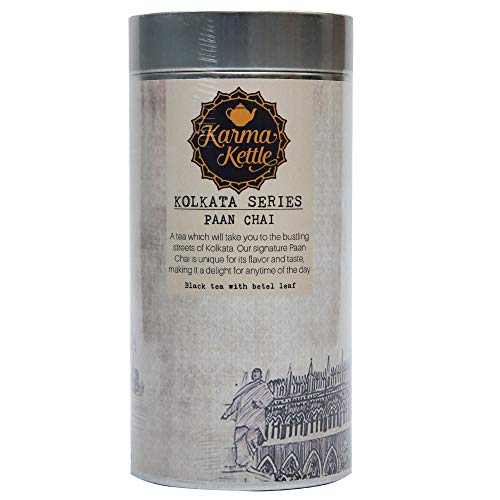 Karma
Kettle
KOLKATA SERIES
PAAN CHAI
A tea which will take you to the bustling
streets of Kolkata. Our signature Paan
Chai is unique for its flavor and taste,
making it a delight for anytime of the day
Black tea with betel leaf